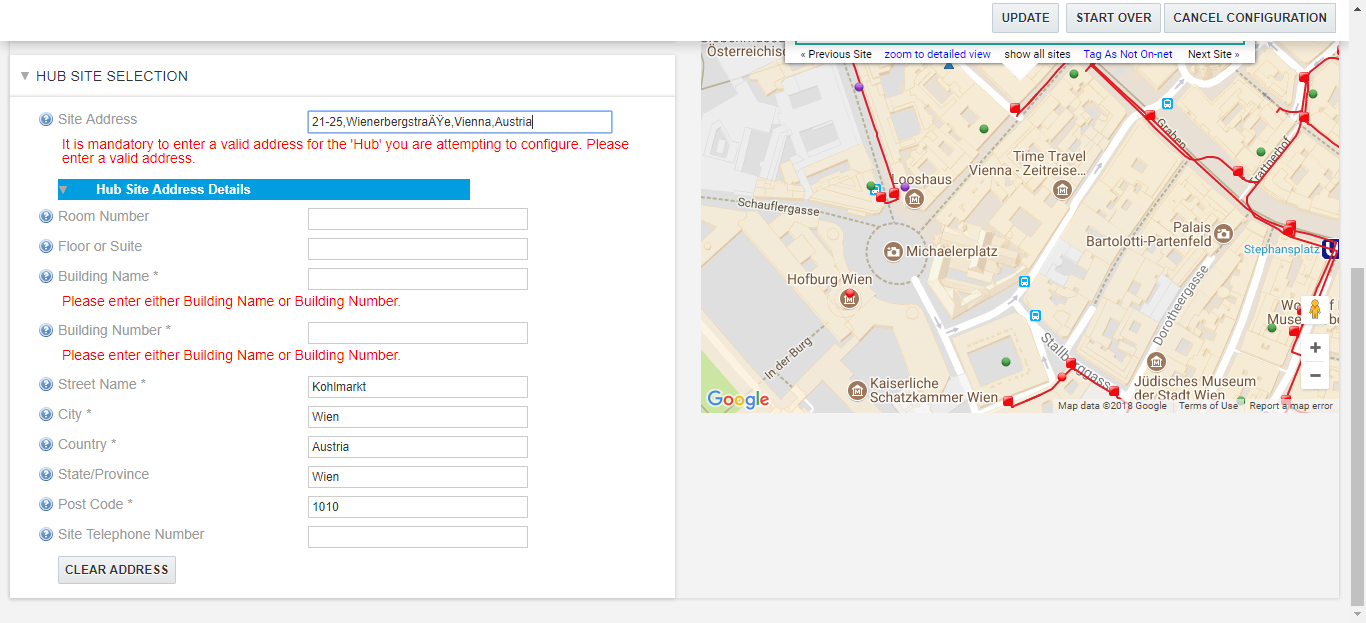 UPDATE
START OVER
CANCEL CONFIGURATION
HUB SITE SELECTION
Site Address
21-25,WienerbergstraÄŸe,Vienna,Austria
It is mandatory to enter a valid address for the 'Hub' you are attempting to configure. Please
enter a valid address.
Hub Site Address Details
Room Number
Floor or Suite
Building Name *
Please enter either Building Name or Building Number.
Building Number *
Please enter either Building Name or Building Number.
Street Name *
Kohlmarkt
City *
Wien
Country *
Austria
State/Province
Wien
Post Code *
1010
Site Telephone Number
CLEAR ADDRESS
« Previous Site
zoom to detailed view
show all sites
Tag As Not On-net
Next Site »
Graben
Trattnerhof
Time Travel
Vienna - Zeitreise...
Looshaus
Schauflergasse
Michaelerplatz
Palais
Bartolotti-Partenfeld
Stephansplatz
Hofburg Wien
Dorotheergasse
In der Burg
Stallburggasse
Kaiserliche
Schatzkammer Wien
Jüdisches Museum
der Stadt Wien
Google
Map data ©2018 Google
Terms of Use
Report a map error